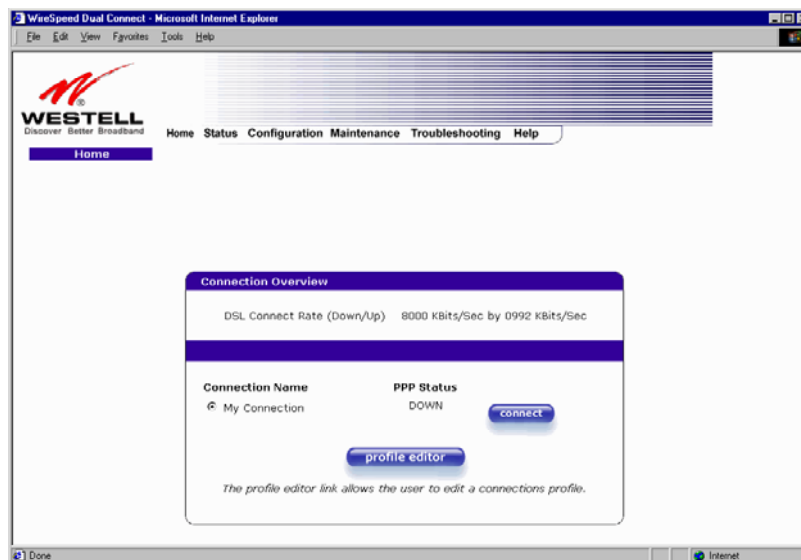 WireSpeed Dual Connect - Microsoft Internet Explorer
File Edit View Favorites Tools Help
WESTELL
®
Discover Better Broadband
Home Status Configuration Maintenance Troubleshooting Help
Home
Connection Overview
DSL Connect Rate (Down/Up) 8000 KBits/Sec by 0992 KBits/Sec
Connection Name PPP Status
My Connection DOWN connect
profile editor
The profile editor link allows the user to edit a connections profile.
Done Internet